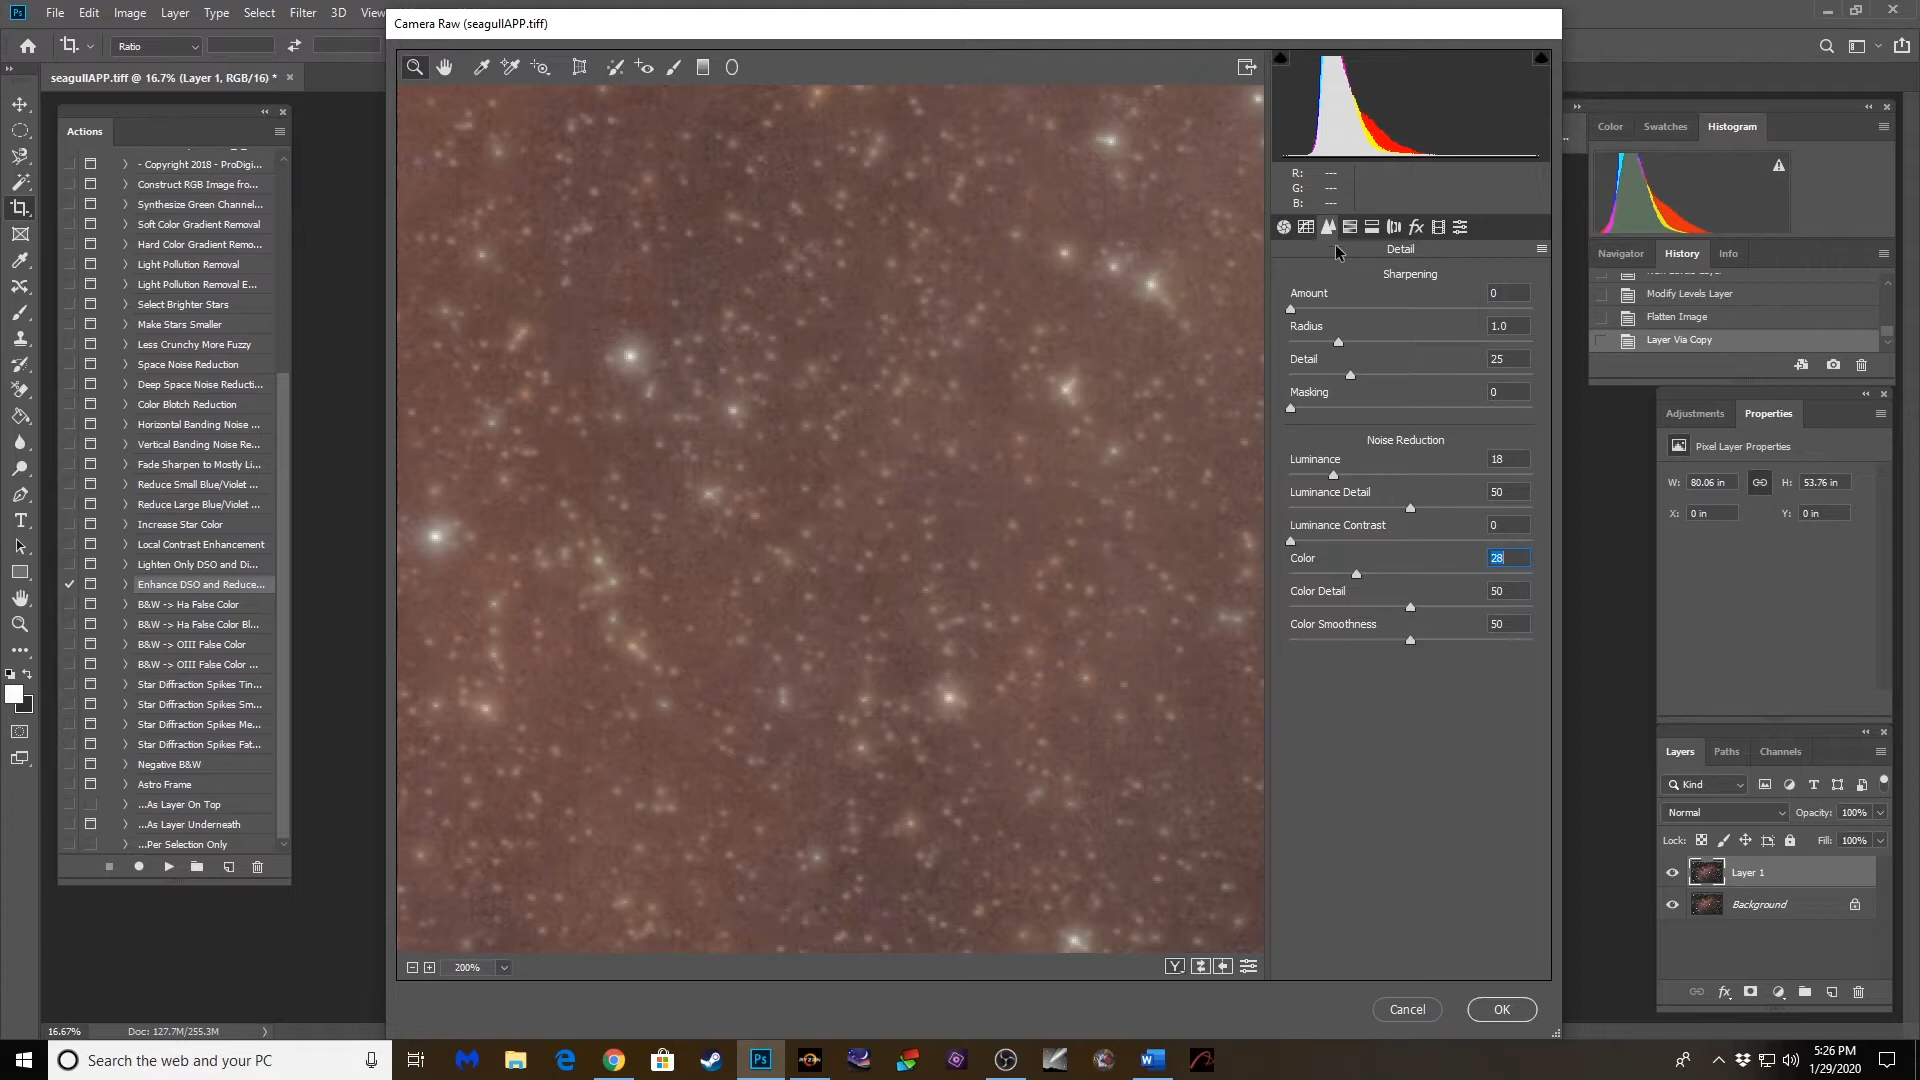 File Edit Image Layer Type Select Filter 3D View
Camera Raw (seagullAPP.tiff)
Ratio
seagullAPP.tiff @ 16.7% (Layer 1, RGB/16) *
Actions
- Copyright 2018 - ProDigi...
Construct RGB Image fro...
Synthesize Green Channel...
Soft Color Gradient Removal
Hard Color Gradient Remo...
Light Pollution Removal
Light Pollution Removal E...
Select Brighter Stars
Make Stars Smaller
Less Crunchy More Fuzzy
Space Noise Reduction
Deep Space Noise Reducti...
Color Blotch Reduction
Horizontal Banding Noise ...
Vertical Banding Noise Re...
Fade Sharpen to Mostly Li...
Reduce Small Blue/Violet ...
Reduce Large Blue/Violet ...
Increase Star Color
Local Contrast Enhancement
Lighten Only DSO and Di...
Enhance DSO and Reduce...
B&W -> Ha False Color
B&W -> Ha False Color Bl...
B&W -> OIII False Color
B&W -> OIII False Color ...
Star Diffraction Spikes Tin...
Star Diffraction Spikes Sm...
Star Diffraction Spikes Me...
Star Diffraction Spikes Fat...
Negative B&W
Astro Frame
...As Layer On Top
...As Layer Underneath
...Per Selection Only
16.67% Doc: 127.7M/255.3M
200%
R: ---
G: ---
B: ---
Detail
Sharpening
Amount 0
Radius 1.0
Detail 25
Masking 0
Noise Reduction
Luminance 18
Luminance Detail 50
Luminance Contrast 0
Color 28
Color Detail 50
Color Smoothness 50
Cancel OK
Color Swatches Histogram
Navigator History Info
Modify Levels Layer
Flatten Image
Layer Via Copy
Adjustments Properties
Pixel Layer Properties
W: 80.06 in H: 53.76 in
X: 0 in Y: 0 in
Layers Paths Channels
Kind
Normal Opacity: 100%
Lock: Fill: 100%
Layer 1
Background
Search the web and your PC
5:26 PM
1/29/2020